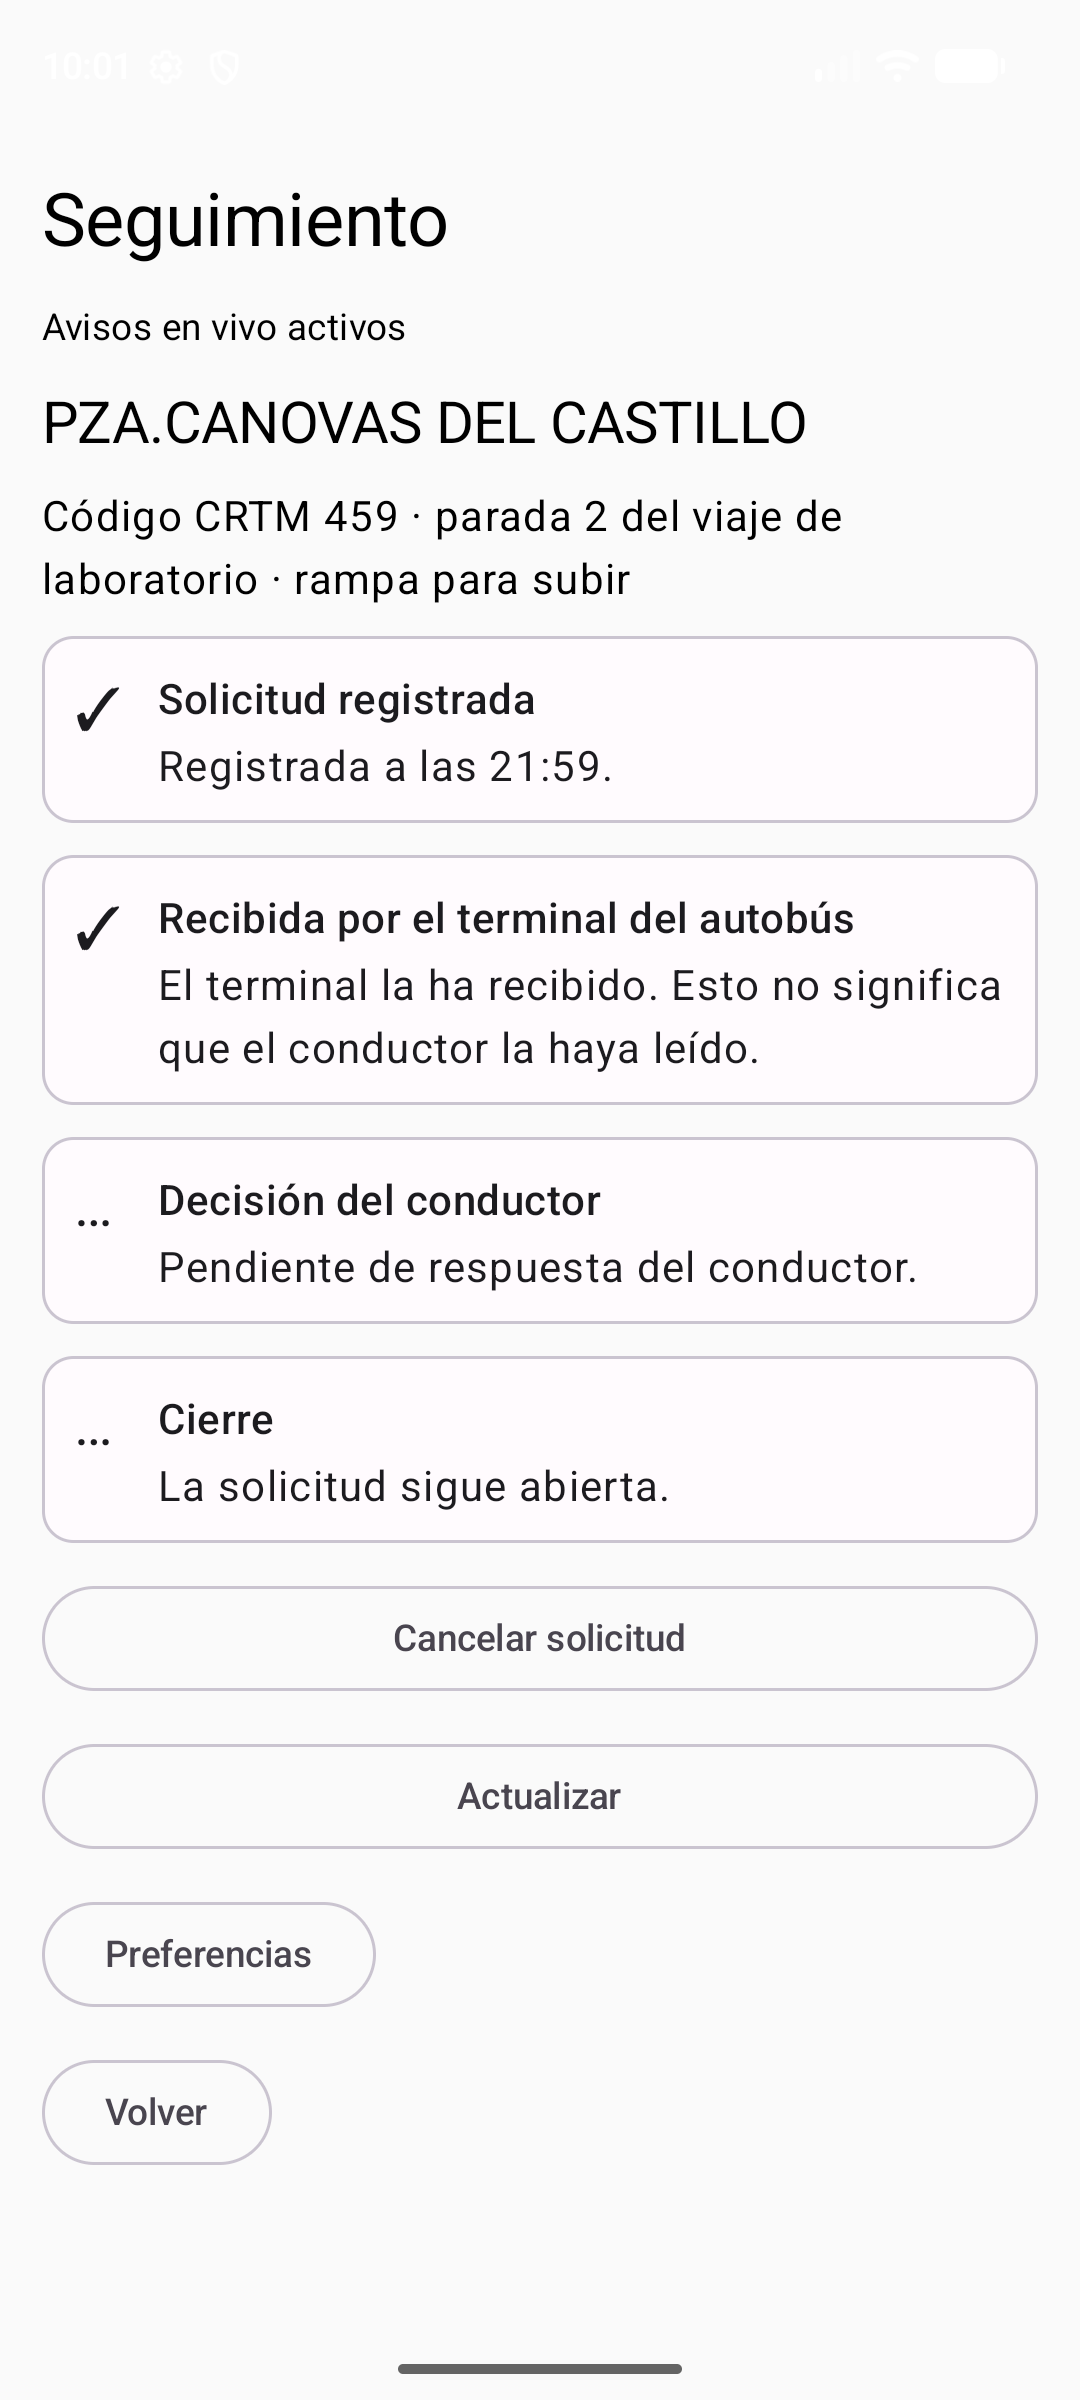 10:01
Seguimiento
Avisos en vivo activos
PZA.CANOVAS DEL CASTILLO
Código CRTM 459 · parada 2 del viaje de
laboratorio · rampa para subir
✓ Solicitud registrada
Registrada a las 21:59.
✓ Recibida por el terminal del autobús
El terminal la ha recibido. Esto no significa
que el conductor la haya leído.
… Decisión del conductor
Pendiente de respuesta del conductor.
… Cierre
La solicitud sigue abierta.
Cancelar solicitud
Actualizar
Preferencias
Volver